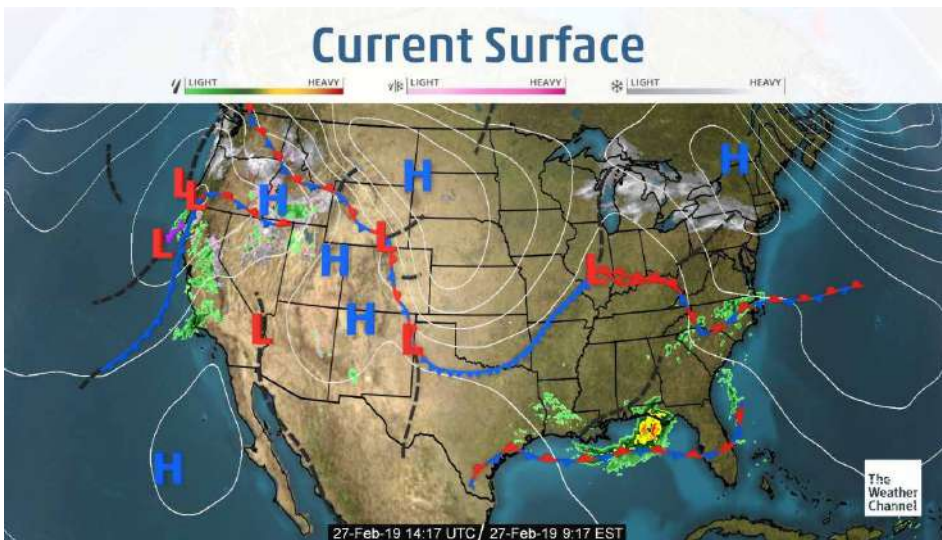 Current Surface
LIGHT HEAVY LIGHT HEAVY LIGHT HEAVY
L
H
H
L
H
L
L
H
L
H
L
L
H
The
Weather
Channel
27-Feb-19 14:17 UTC / 27-Feb-19 9:17 EST